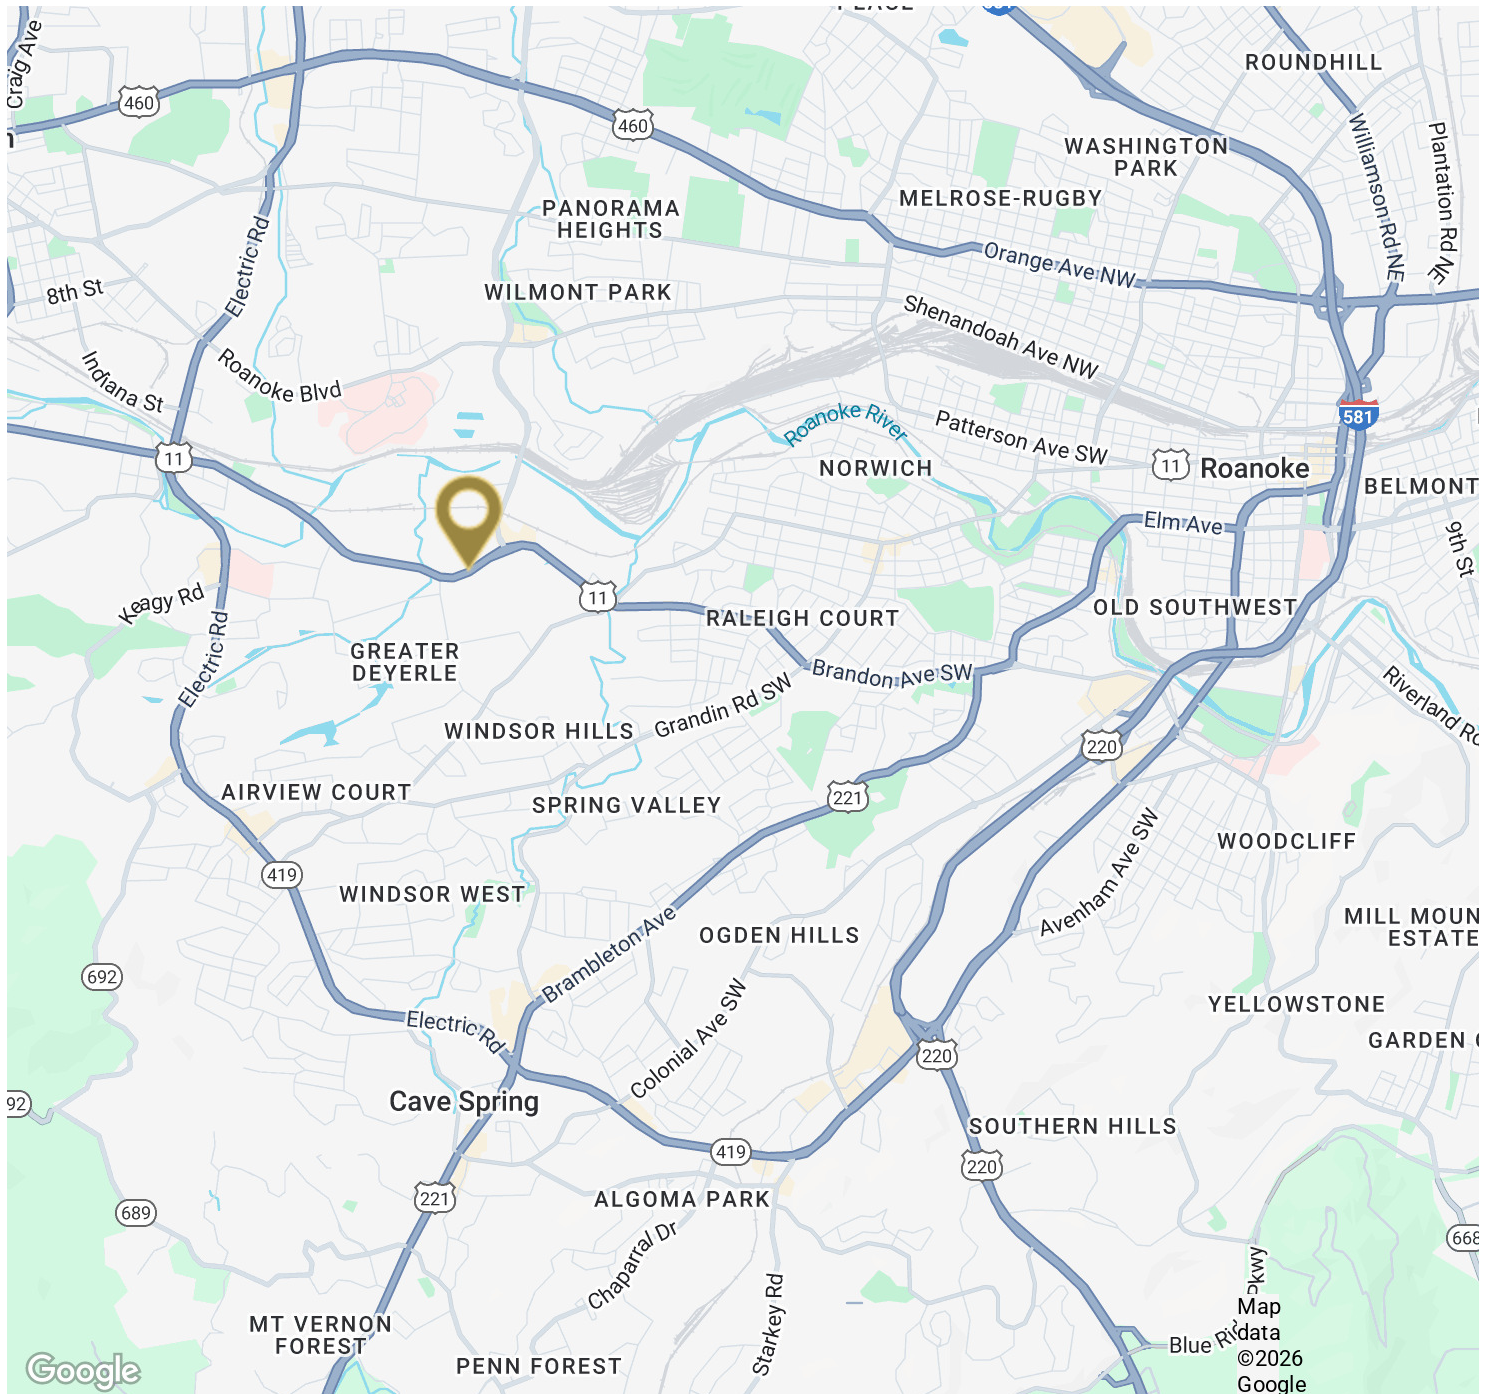 ROUNDHILL
Craig Ave
460
460
Williamson Rd NE
Plantation Rd NE
WASHINGTON
PARK
MELROSE-RUGBY
PANORAMA
HEIGHTS
Electric Rd
Orange Ave NW
8th St
WILMONT PARK
Shenandoah Ave NW
Indiana St
Roanoke Blvd
Roanoke River
581
Patterson Ave SW
11
NORWICH
11
Roanoke
BELMONT
Elm Ave
9th St
Keagy Rd
11
RALEIGH COURT
OLD SOUTHWEST
Electric Rd
GREATER
DEYERLE
Brandon Ave SW
Grandin Rd SW
Riverland Rd
WINDSOR HILLS
220
AIRVIEW COURT
SPRING VALLEY
221
WOODCLIFF
419
WINDSOR WEST
Avenham Ave SW
Brambleton Ave
OGDEN HILLS
MILL MOUN
ESTATE
692
YELLOWSTONE
Electric Rd
Colonial Ave SW
GARDEN
220
Cave Spring
92
SOUTHERN HILLS
419
220
221
ALGOMA PARK
689
668
Chaparral Dr
Starkey Rd
Pkwy
MT VERNON
FOREST
Blue Ri
PENN FOREST
Google
Map
data
©2026
Google